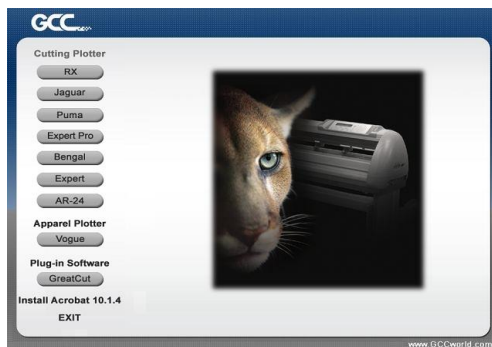 GCC
Cutting Plotter
RX
Jaguar
Puma
Expert Pro
Bengal
Expert
AR-24
Apparel Plotter
Vogue
Plug-in Software
GreatCut
Install Acrobat 10.1.4
EXIT
www.GCCworld.com